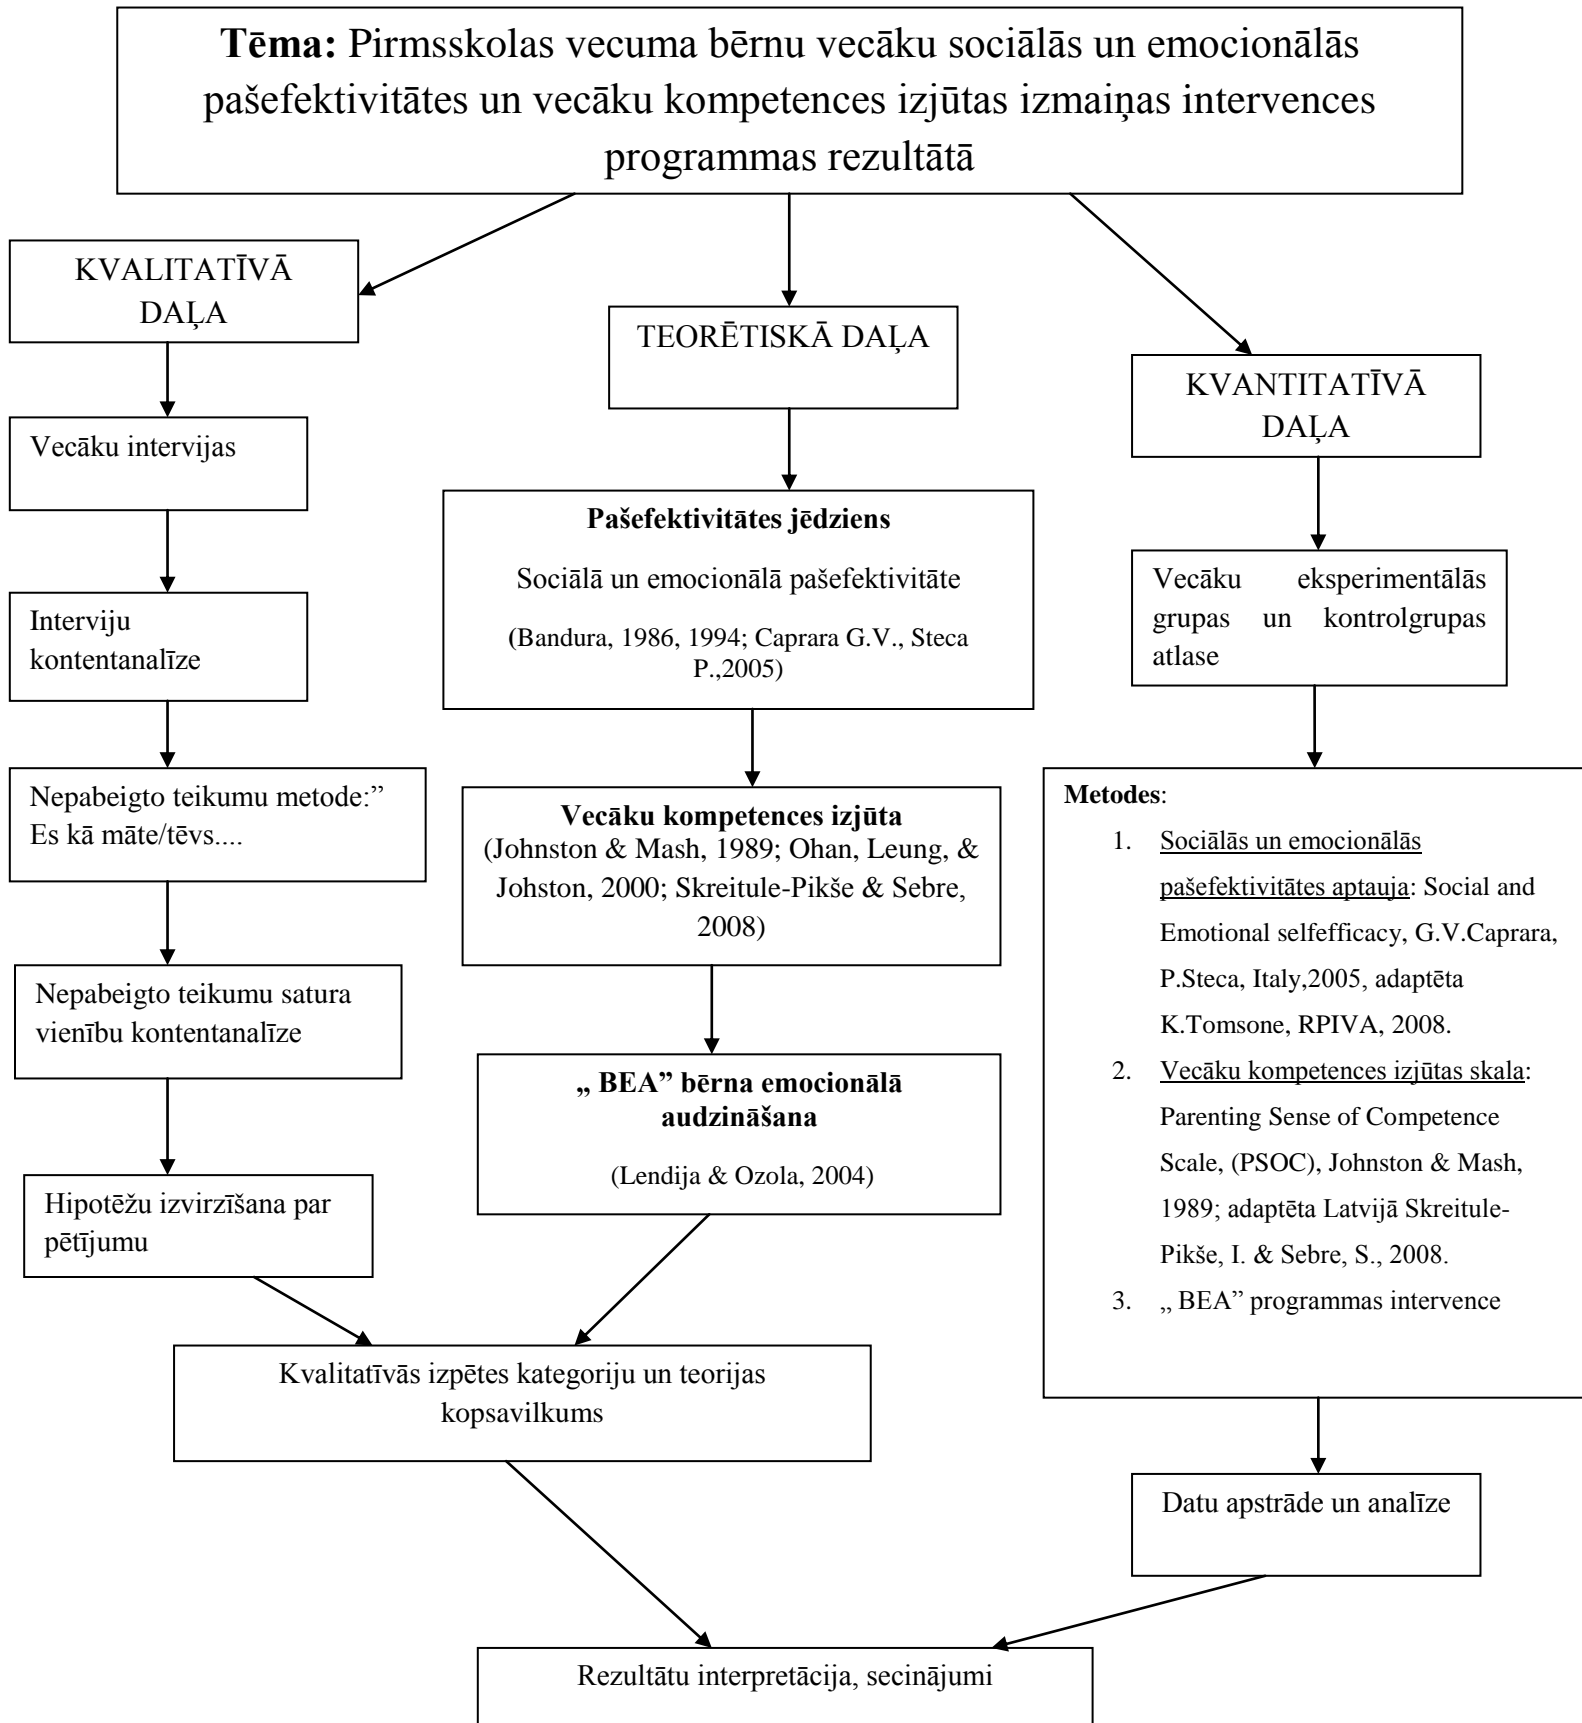 Tēma: Pirmsskolas vecuma bērnu vecāku sociālās un emocionālās
pašefektivitātes un vecāku kompetences izjūtas izmaiņas intervences
programmas rezultātā
KVALITATĪVĀ
DAĻA
Vecāku intervijas
Interviju
kontentanalīze
Nepabeigto teikumu metode:”
Es kā māte/tēvs....
Nepabeigto teikumu satura
vienību kontentanalīze
Hipotēžu izvirzīšana par
pētījumu
TEORĒTISKĀ DAĻA
Pašefektivitātes jēdziens
Sociālā un emocionālā pašefektivitāte
(Bandura, 1986, 1994; Caprara G.V., Steca
P.,2005)
Vecāku kompetences izjūta
(Johnston & Mash, 1989; Ohan, Leung, &
Johston, 2000; Skreitule-Pikše & Sebre,
2008)
„ BEA” bērna emocionālā
audzināšana
(Lendija & Ozola, 2004)
Kvalitatīvās izpētes kategoriju un teorijas
kopsavilkums
KVANTITATĪVĀ
DAĻA
Vecāku eksperimentālās
grupas un kontrolgrupas
atlase
Metodes:
1. Sociālās un emocionālās
pašefektivitātes aptauja: Social and
Emotional selfefficacy, G.V.Caprara,
P.Steca, Italy,2005, adaptēta
K.Tomsone, RPIVA, 2008.
2. Vecāku kompetences izjūtas skala:
Parenting Sense of Competence
Scale, (PSOC), Johnston & Mash,
1989; adaptēta Latvijā Skreitule-
Pikše, I. & Sebre, S., 2008.
3. „ BEA” programmas intervence
Datu apstrāde un analīze
Rezultātu interpretācija, secinājumi